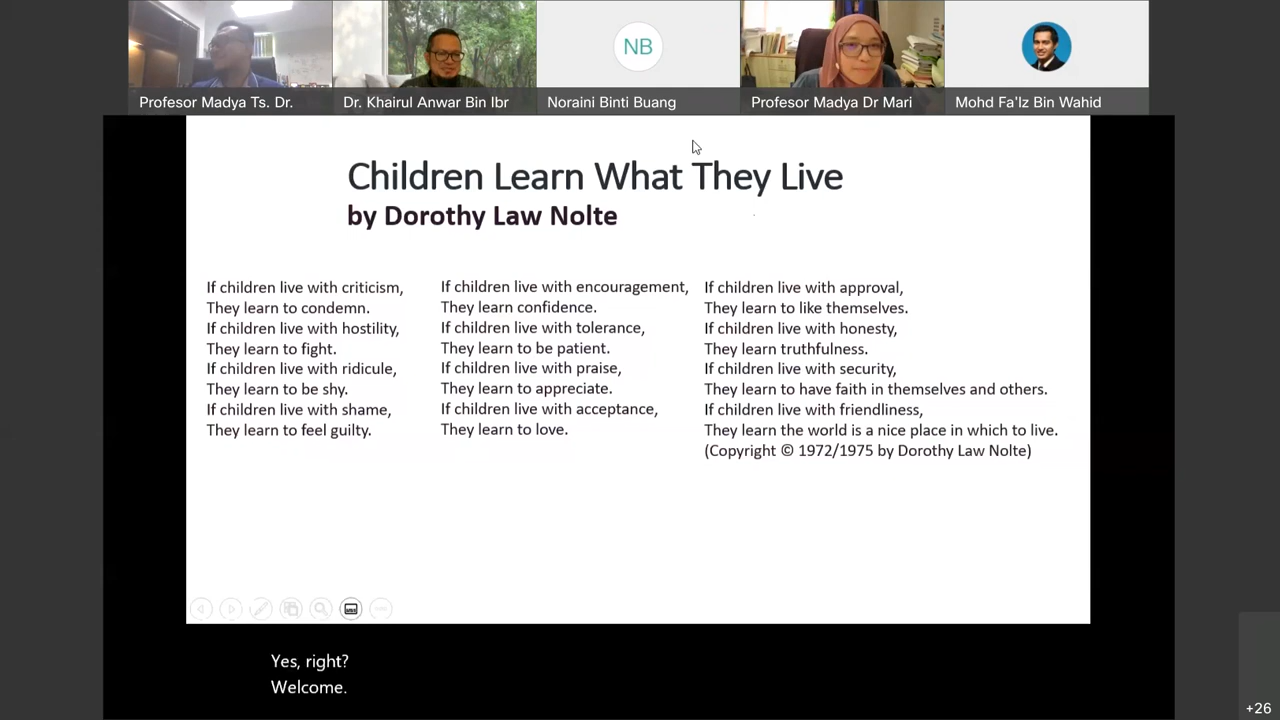 Profesor Madya Ts. Dr.
Dr. Khairul Anwar Bin Ibr
NB
Noraini Binti Buang
Profesor Madya Dr Mari
Mohd Fa'Iz Bin Wahid
Children Learn What They Live
by Dorothy Law Nolte
If children live with criticism,
They learn to condemn.
If children live with hostility,
They learn to fight.
If children live with ridicule,
They learn to be shy.
If children live with shame,
They learn to feel guilty.
If children live with encouragement,
They learn confidence.
If children live with tolerance,
They learn to be patient.
If children live with praise,
They learn to appreciate.
If children live with acceptance,
They learn to love.
If children live with approval,
They learn to like themselves.
If children live with honesty,
They learn truthfulness.
If children live with security,
They learn to have faith in themselves and others.
If children live with friendliness,
They learn the world is a nice place in which to live.
(Copyright © 1972/1975 by Dorothy Law Nolte)
Yes, right?
Welcome.
+26